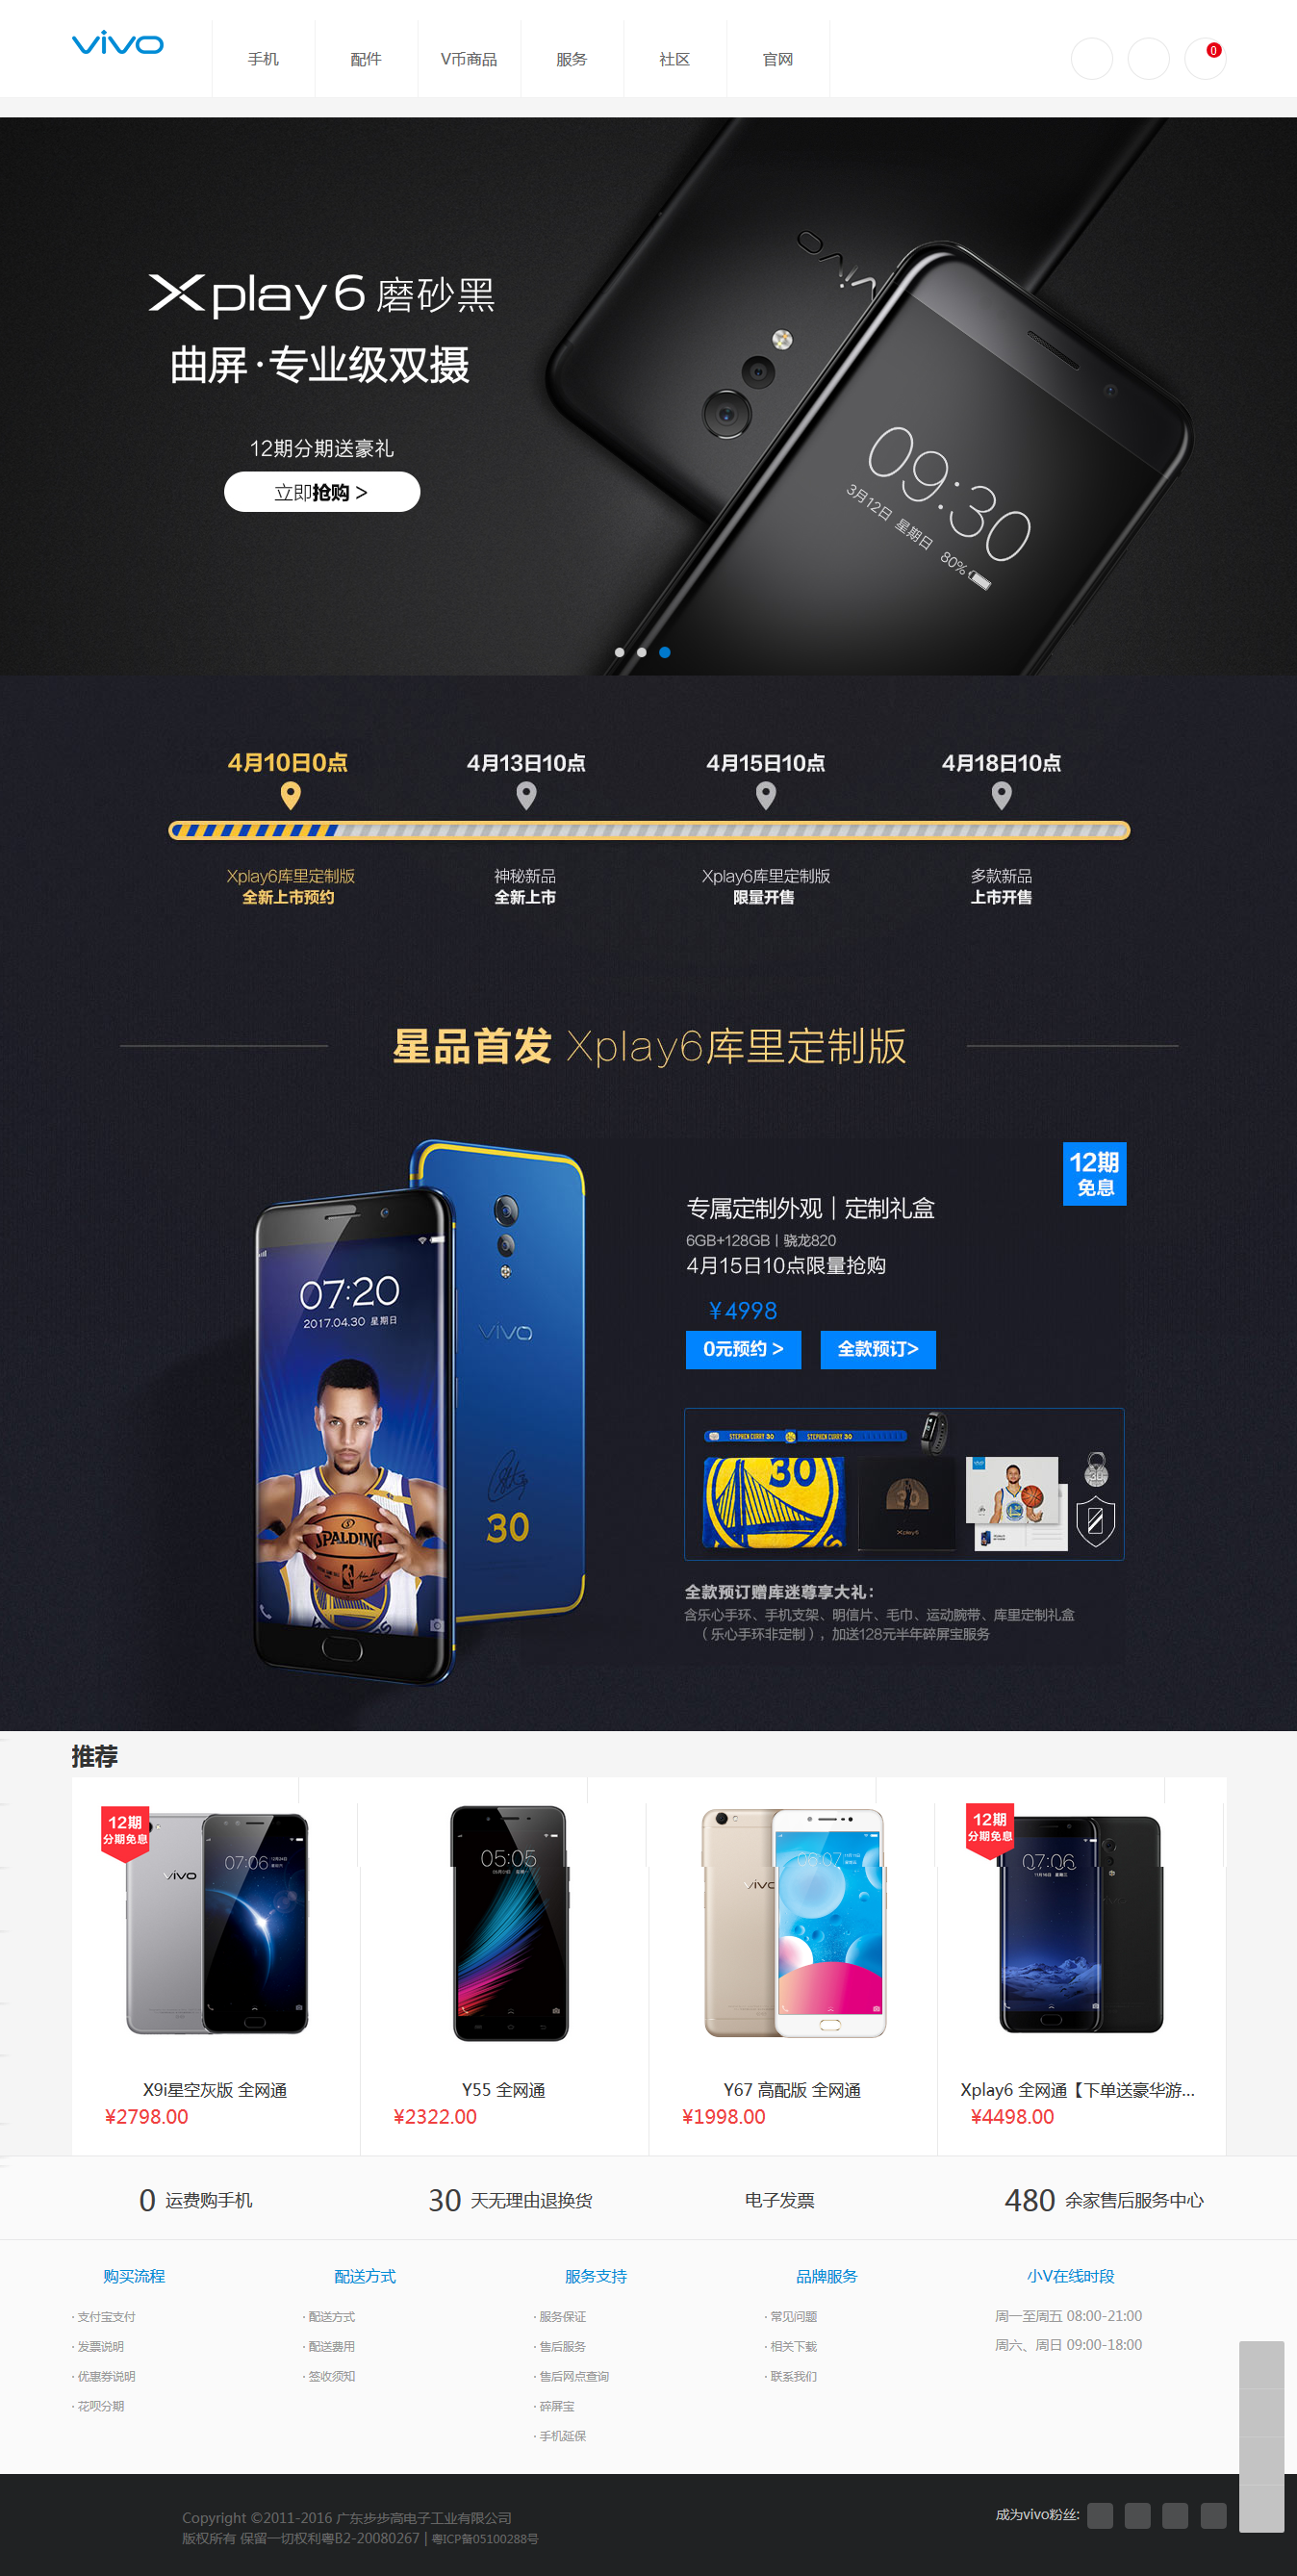 vivo
手机
配件
V币商品
服务
社区
官网
0
Xplay6 磨砂黑
曲屏·专业级双摄
12期分期送豪礼
立即抢购 >
vivo
09:30
3月12日 星期日 80%
4月10日0点
4月13日10点
4月15日10点
4月18日10点
Xplay6库里定制版
全新上市预约
神秘新品
全新上市
Xplay6库里定制版
限量开售
多款新品
上市开售
星品首发 Xplay6库里定制版
07:20
2017.04.30 星期日
SPALDING
vivo
30
12期
免息
专属定制外观｜定制礼盒
6GB+128GB丨骁龙820
4月15日10点限量抢购
¥4998
0元预约 >
全款预订>
STEPHEN CURRY 30
STEPHEN CURRY 30
30
30
Xplay6
30
全款预订赠库迷尊享大礼：
含乐心手环、手机支架、明信片、毛巾、运动腕带、库里定制礼盒
（乐心手环非定制），加送128元半年碎屏宝服务
推荐
12期
分期免息
vivo
07:06
05:05
vivo
12期
分期免息
07:06
X9i星空灰版 全网通
¥2798.00
Y55 全网通
¥2322.00
Y67 高配版 全网通
¥1998.00
Xplay6 全网通【下单送豪华游...
¥4498.00
0 运费购手机
30 天无理由退换货
电子发票
480 余家售后服务中心
购买流程
· 支付宝支付
· 发票说明
· 优惠券说明
· 花呗分期
配送方式
· 配送方式
· 配送费用
· 签收须知
服务支持
· 服务保证
· 售后服务
· 售后网点查询
· 碎屏宝
· 手机延保
品牌服务
· 常见问题
· 相关下载
· 联系我们
小V在线时段
周一至周五 08:00-21:00
周六、周日 09:00-18:00
Copyright ©2011-2016 广东步步高电子工业有限公司
版权所有 保留一切权利粤B2-20080267 | 粤ICP备05100288号
成为vivo粉丝: